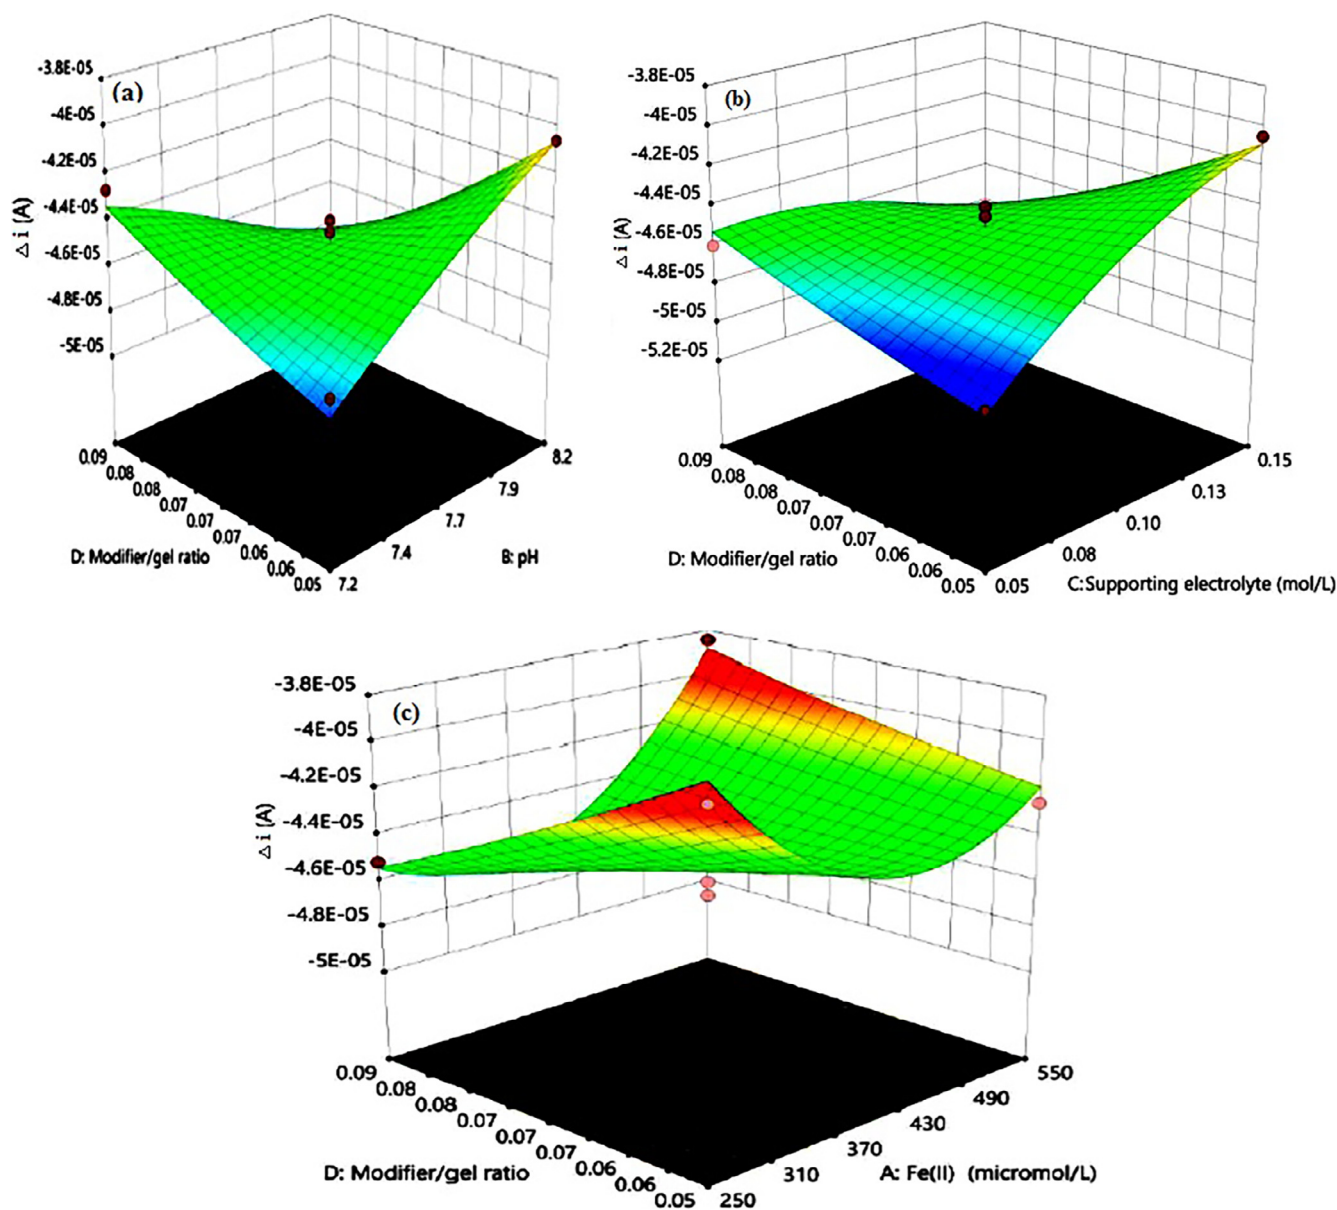 (a)
-3.8E-05
-4E-05
-4.2E-05
-4.4E-05
-4.6E-05
-4.8E-05
-5E-05
△ i (A)
0.09
0.08
0.08
0.07
0.07
0.07
0.06
0.06
0.05
D: Modifier/gel ratio
7.2
7.4
7.7
7.9
8.2
B: pH
(b)
-3.8E-05
-4E-05
-4.2E-05
-4.4E-05
-4.6E-05
-4.8E-05
-5E-05
-5.2E-05
△ i (A)
0.09
0.08
0.08
0.07
0.07
0.07
0.06
0.06
0.05
D: Modifier/gel ratio
0.05
0.08
0.10
0.13
0.15
C:Supporting electrolyte (mol/L)
(c)
-3.8E-05
-4E-05
-4.2E-05
-4.4E-05
-4.6E-05
-4.8E-05
-5E-05
△ i (A)
0.09
0.08
0.08
0.07
0.07
0.07
0.06
0.06
0.05
D: Modifier/gel ratio
250
310
370
430
490
550
A: Fe(II) (micromol/L)